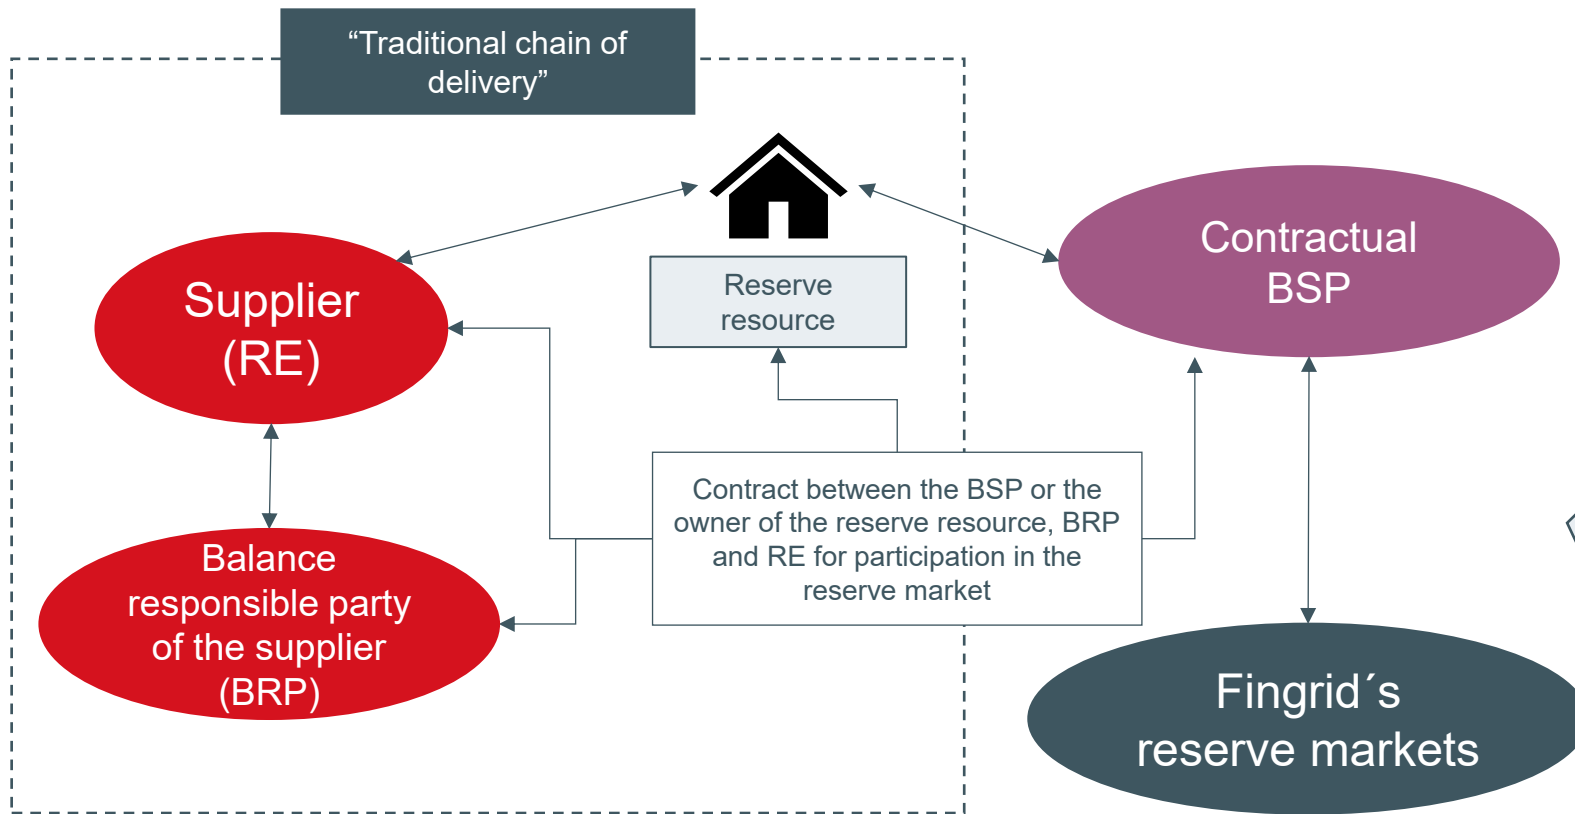 “Traditional chain of
delivery”
Supplier
(RE)
Reserve
resource
Contractual
BSP
Contract between the BSP or the
owner of the reserve resource, BRP
and RE for participation in the
reserve market
Balance
responsible party
of the supplier
(BRP)
Fingrid´s
reserve markets